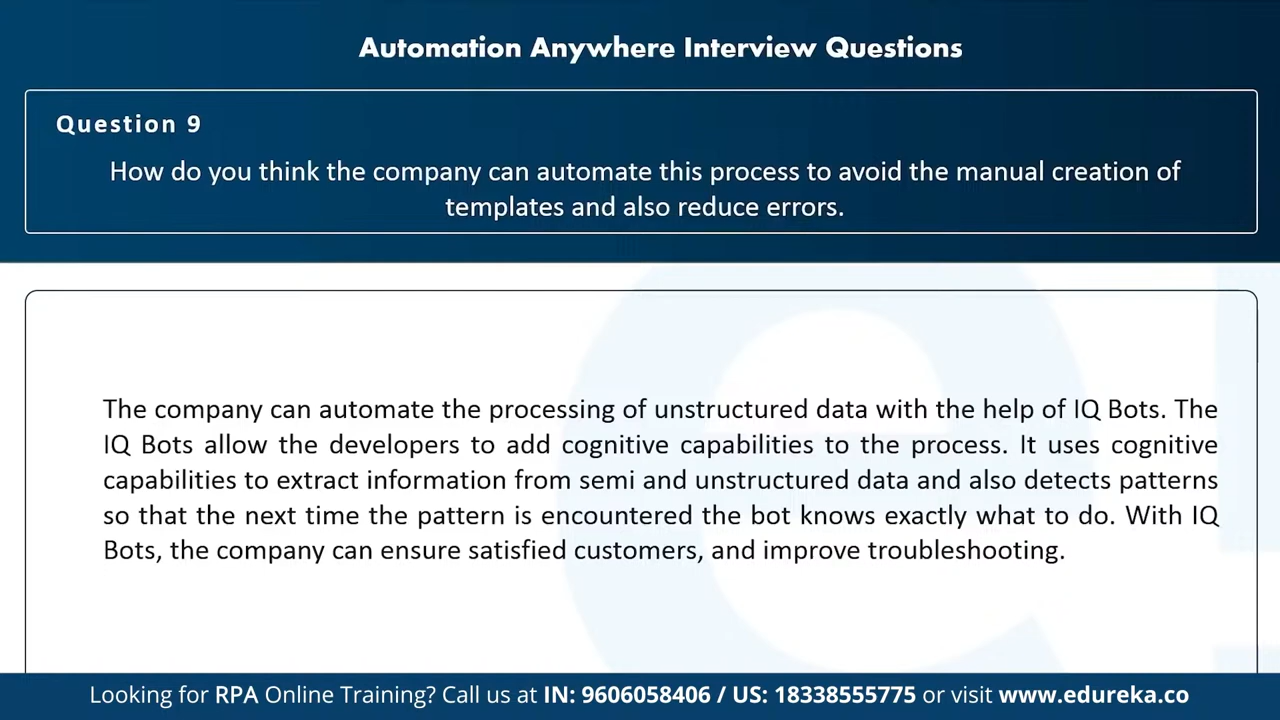 Automation Anywhere Interview Questions
Question 9
How do you think the company can automate this process to avoid the manual creation of
templates and also reduce errors.
The company can automate the processing of unstructured data with the help of IQ Bots. The
IQ Bots allow the developers to add cognitive capabilities to the process. It uses cognitive
capabilities to extract information from semi and unstructured data and also detects patterns
so that the next time the pattern is encountered the bot knows exactly what to do. With IQ
Bots, the company can ensure satisfied customers, and improve troubleshooting.
Looking for RPA Online Training? Call us at IN: 9606058406 / US: 18338555775 or visit www.edureka.co